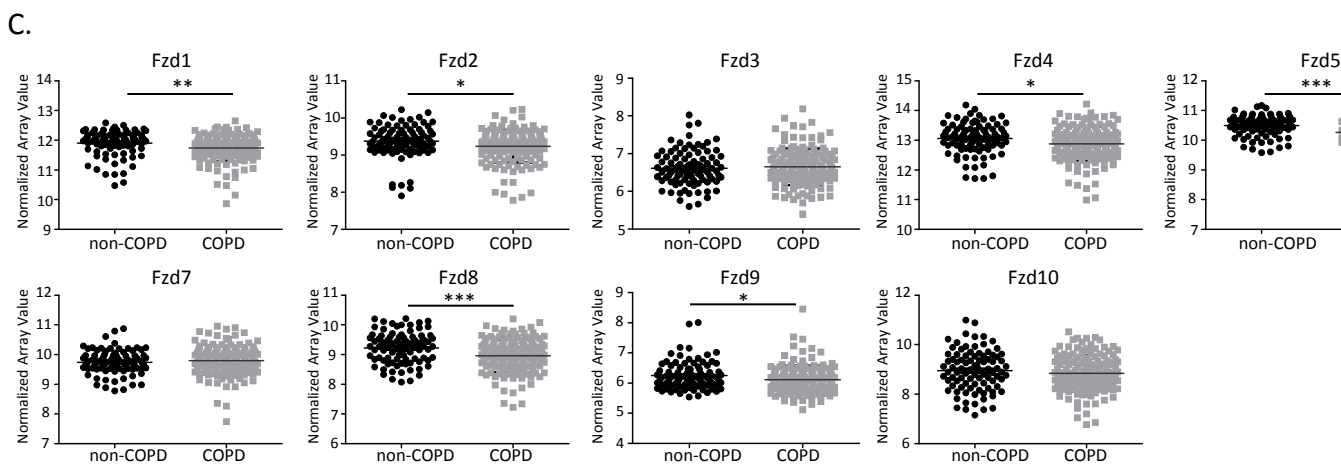 C.
Fzd1
Normalized Array Value
14
13
12
11
10
9
**
non-COPD COPD
Fzd2
Normalized Array Value
11
10
9
8
7
*
non-COPD COPD
Fzd3
Normalized Array Value
9
8
7
6
5
non-COPD COPD
Fzd4
Normalized Array Value
15
14
13
12
11
10
*
non-COPD COPD
Fzd5
Normalized Array Value
12
11
10
9
8
7
***
non-COPD
Fzd7
Normalized Array Value
12
11
10
9
8
7
non-COPD COPD
Fzd8
Normalized Array Value
11
10
9
8
7
6
***
non-COPD COPD
Fzd9
Normalized Array Value
9
8
7
6
5
4
*
non-COPD COPD
Fzd10
Normalized Array Value
12
10
8
6
non-COPD COPD